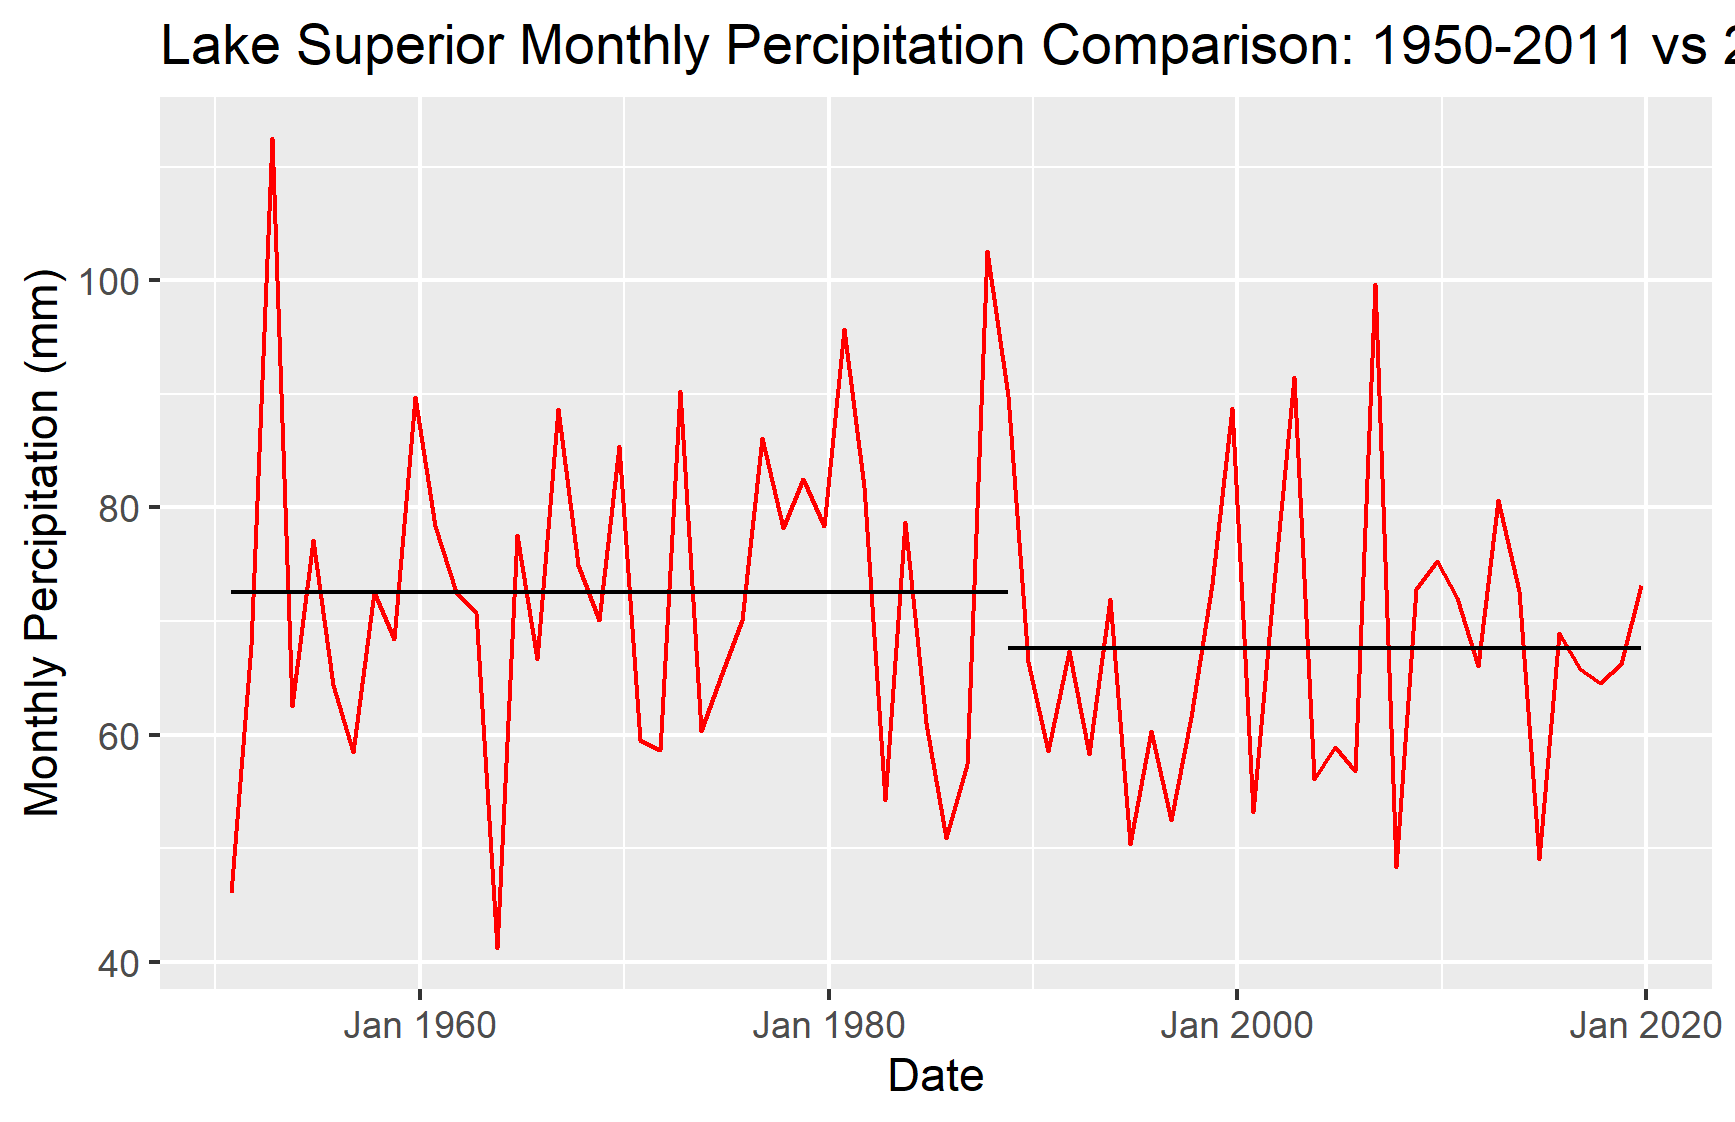 Lake Superior Monthly Percipitation Comparison: 1950-2011 vs 2
Monthly Percipitation (mm)
100
80
60
40
Jan 1960
Jan 1980
Jan 2000
Jan 2020
Date